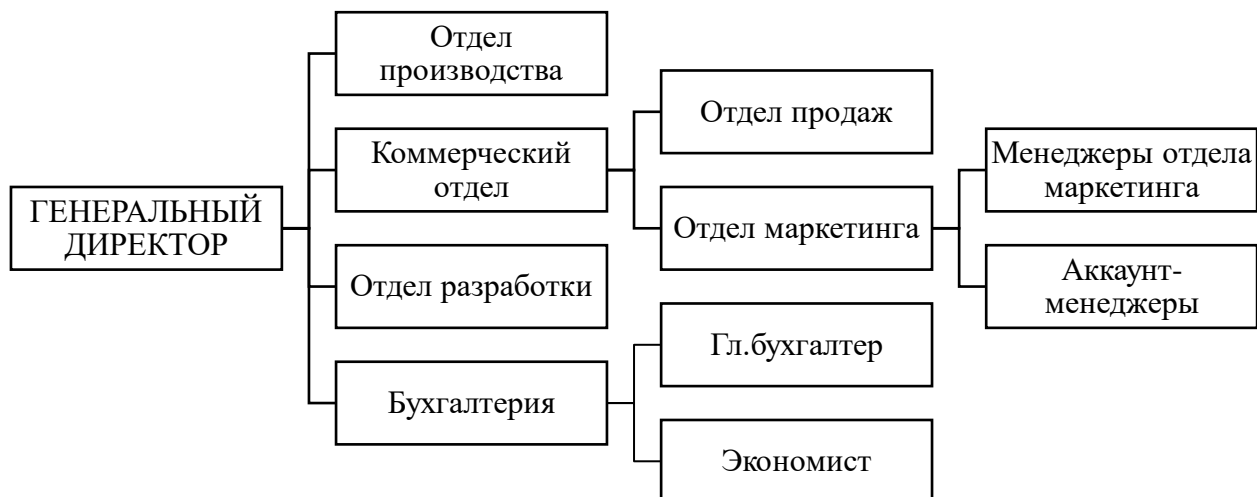 ГЕНЕРАЛЬНЫЙ
ДИРЕКТОР
Отдел
производства
Коммерческий
отдел
Отдел продаж
Отдел маркетинга
Менеджеры отдела
маркетинга
Аккаунт-
менеджеры
Отдел разработки
Бухгалтерия
Гл.бухгалтер
Экономист